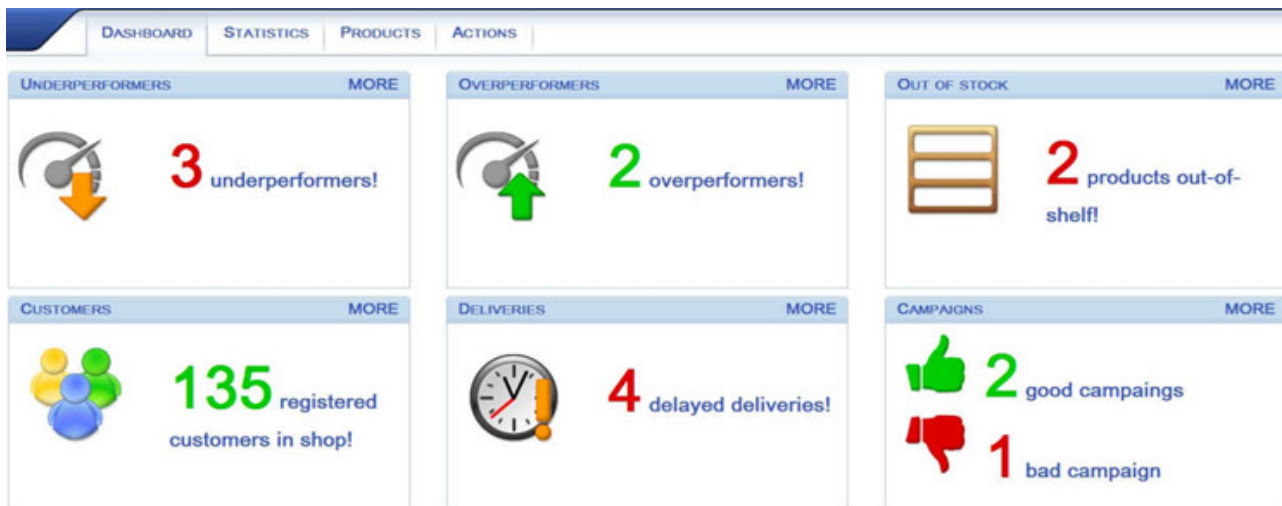 DASHBOARD STATISTICS PRODUCTS ACTIONS
UNDERPERFORMERS MORE
3 underperformers!
OVERPERFORMERS MORE
2 overperformers!
OUT OF STOCK MORE
2 products out-of-
shelf!
CUSTOMERS MORE
135 registered
customers in shop!
DELIVERIES MORE
4 delayed deliveries!
CAMPAIGNS MORE
2 good campaings
1 bad campaign